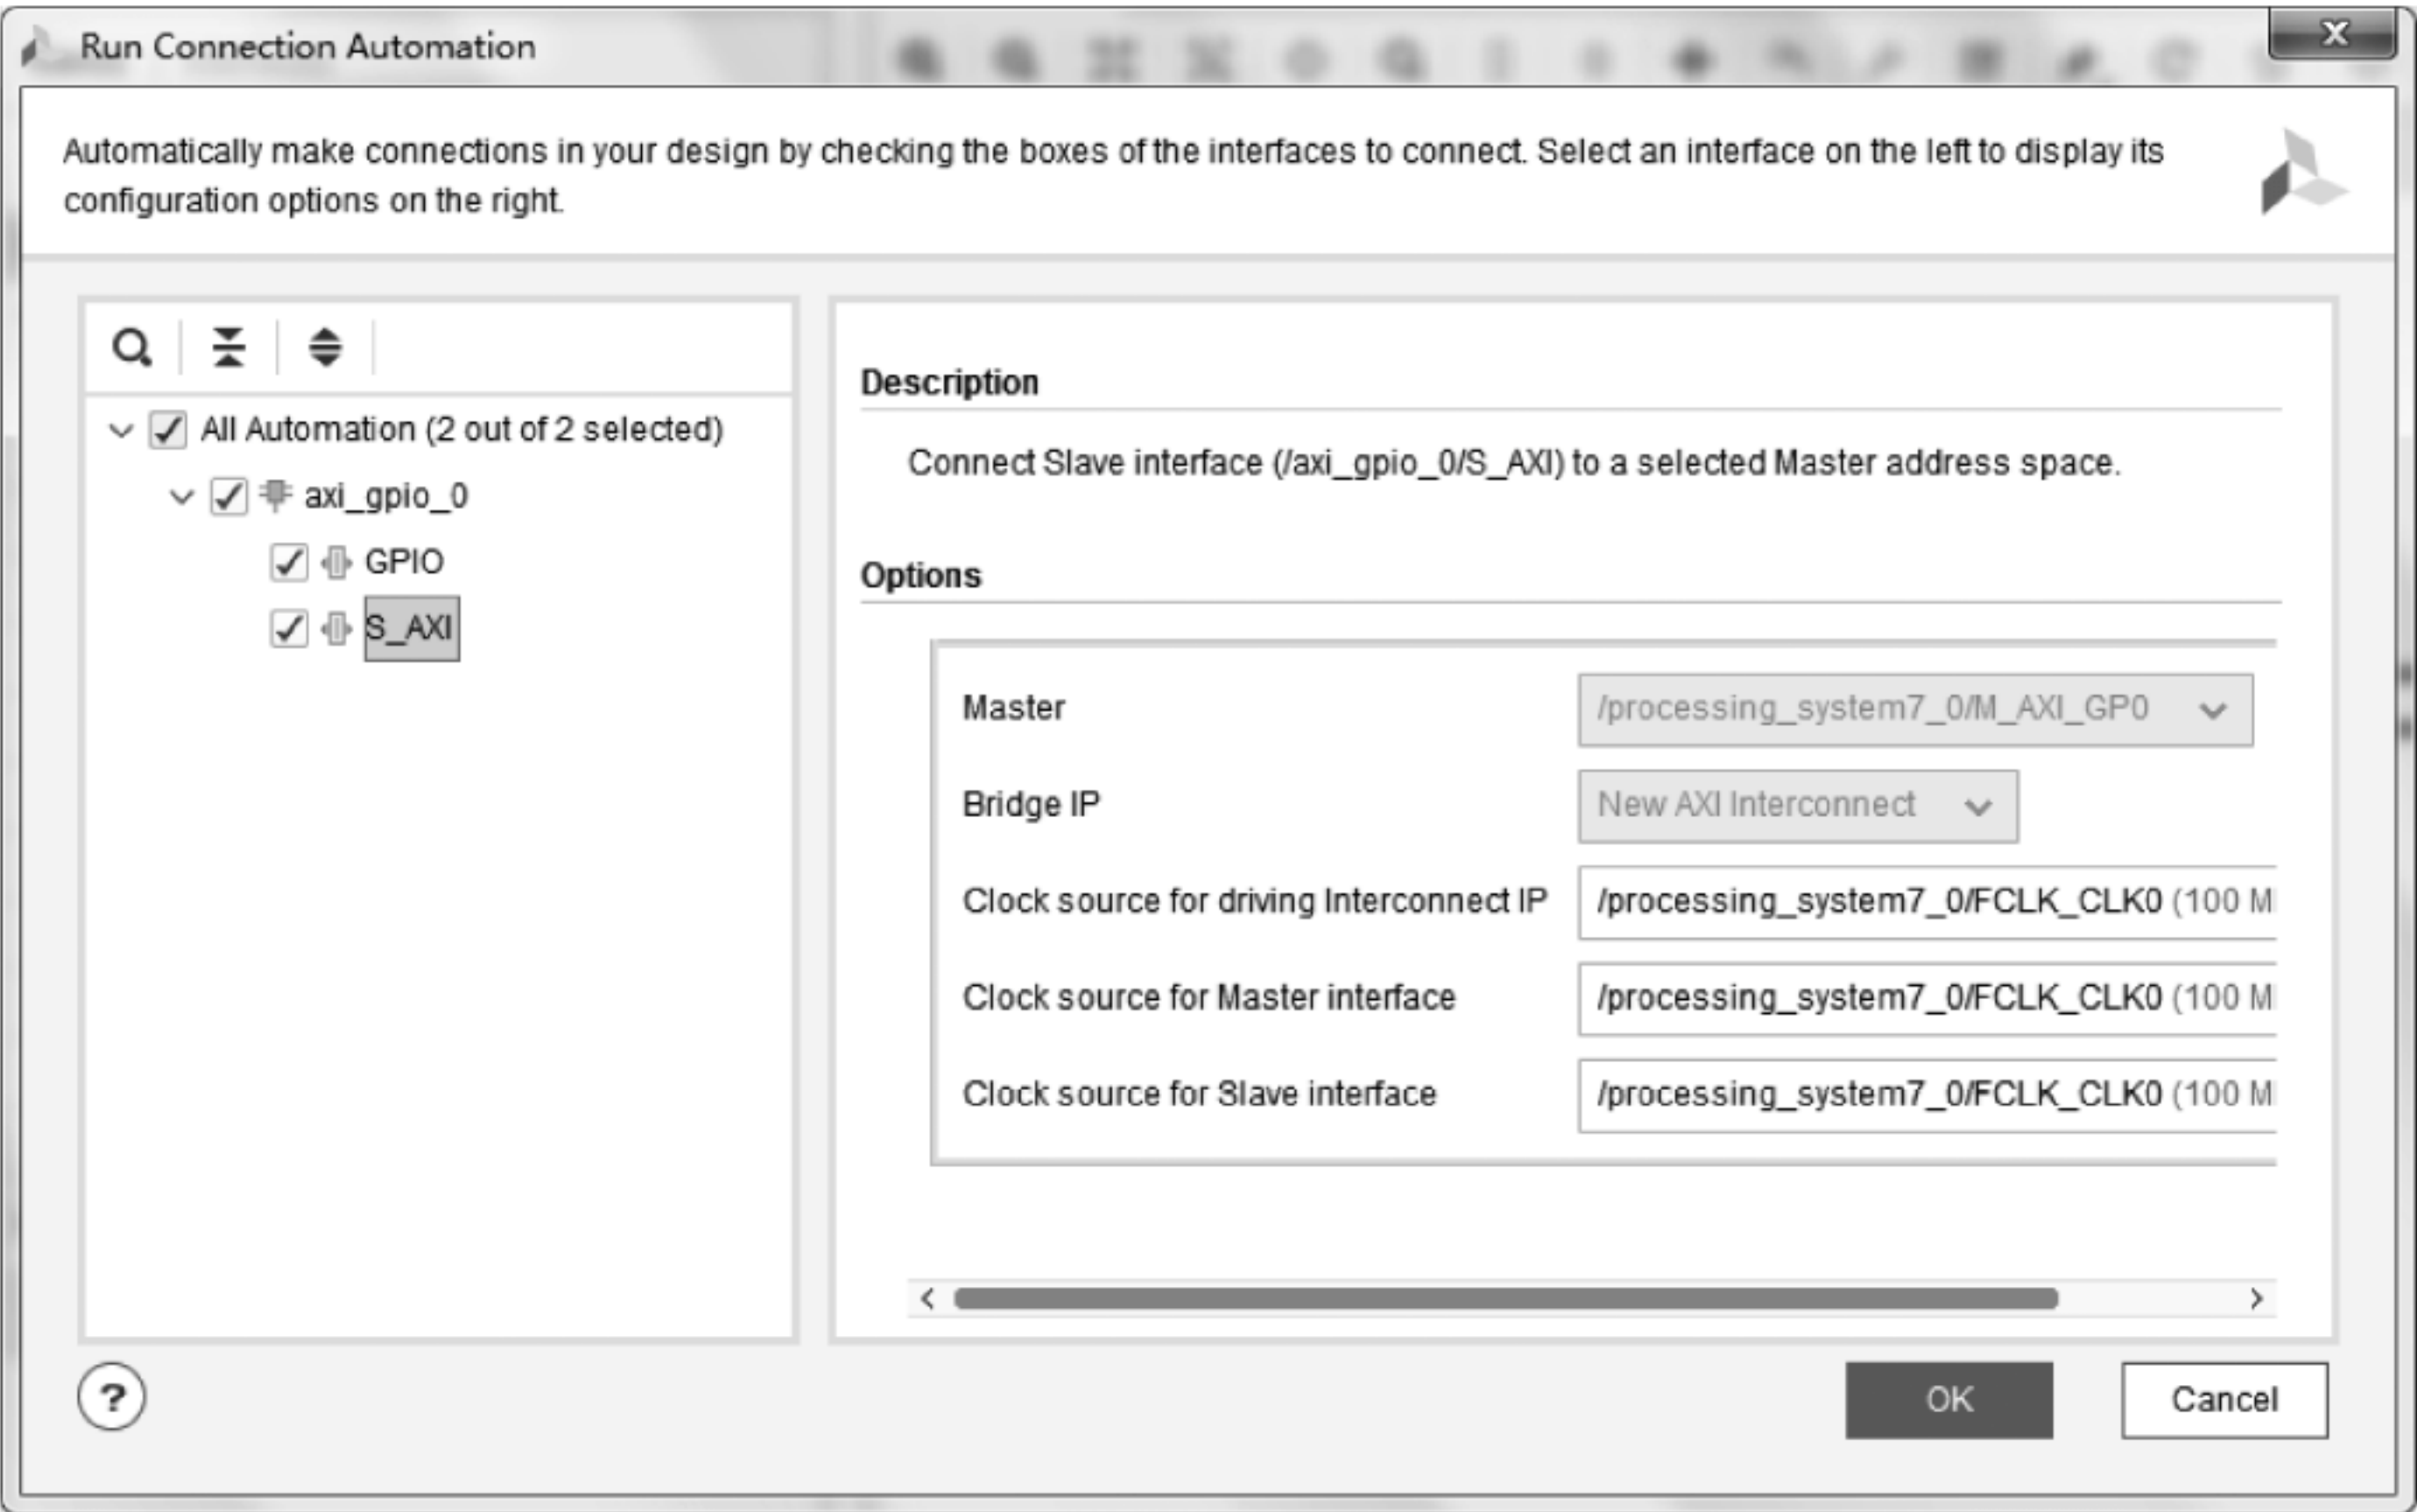 Run Connection Automation
X
Automatically make connections in your design by checking the boxes of the interfaces to connect. Select an interface on the left to display its
configuration options on the right.
All Automation (2 out of 2 selected)
axi_gpio_0
GPIO
S_AXI
Description
Connect Slave interface (/axi_gpio_0/S_AXI) to a selected Master address space.
Options
Master /processing_system7_0/M_AXI_GP0
Bridge IP New AXI Interconnect
Clock source for driving Interconnect IP /processing_system7_0/FCLK_CLK0 (100 M
Clock source for Master interface /processing_system7_0/FCLK_CLK0 (100 M
Clock source for Slave interface /processing_system7_0/FCLK_CLK0 (100 M
?
OK Cancel